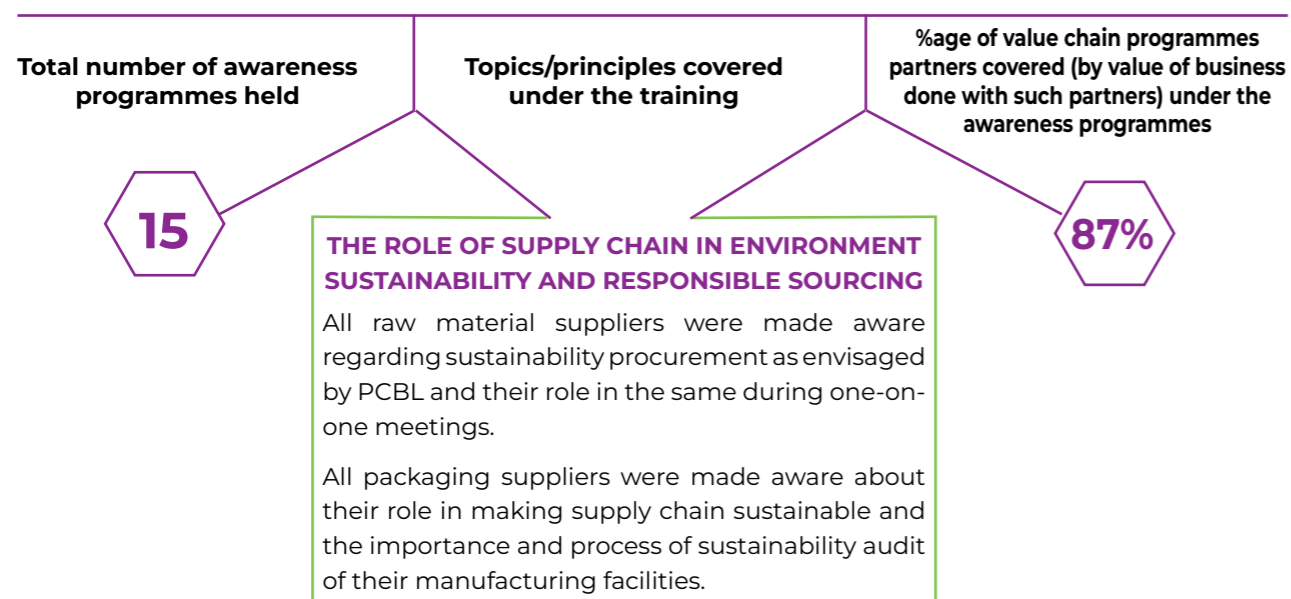 Total number of awareness
programmes held
Topics/principles covered
under the training
%age of value chain programmes
partners covered (by value of business
done with such partners) under the
awareness programmes
15
87%
THE ROLE OF SUPPLY CHAIN IN ENVIRONMENT
SUSTAINABILITY AND RESPONSIBLE SOURCING
All raw material suppliers were made aware
regarding sustainability procurement as envisaged
by PCBL and their role in the same during one-on-
one meetings.
All packaging suppliers were made aware about
their role in making supply chain sustainable and
the importance and process of sustainability audit
of their manufacturing facilities.